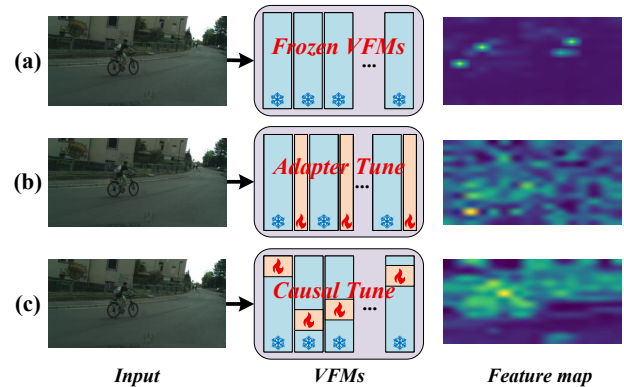 (a)
Frozen VFMs
...
(b)
Adapter Tune
...
(c)
Causal Tune
...
Input VFMs Feature map